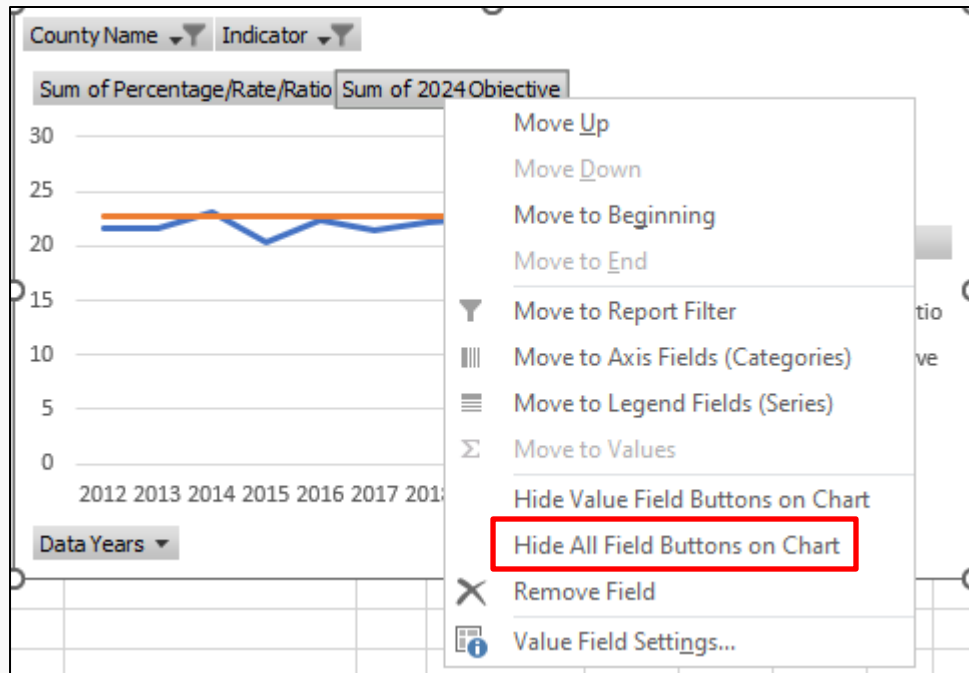 County Name Indicator
Sum of Percentage/Rate/Ratio Sum of 2024 Objective
Move Up
Move Down
Move to Beginning
Move to End
Move to Report Filter
Move to Axis Fields (Categories)
Move to Legend Fields (Series)
Move to Values
Hide Value Field Buttons on Chart
Hide All Field Buttons on Chart
Remove Field
Value Field Settings...
30
25
20
15
10
5
0
tio
ve
2012 2013 2014 2015 2016 2017 201
Data Years